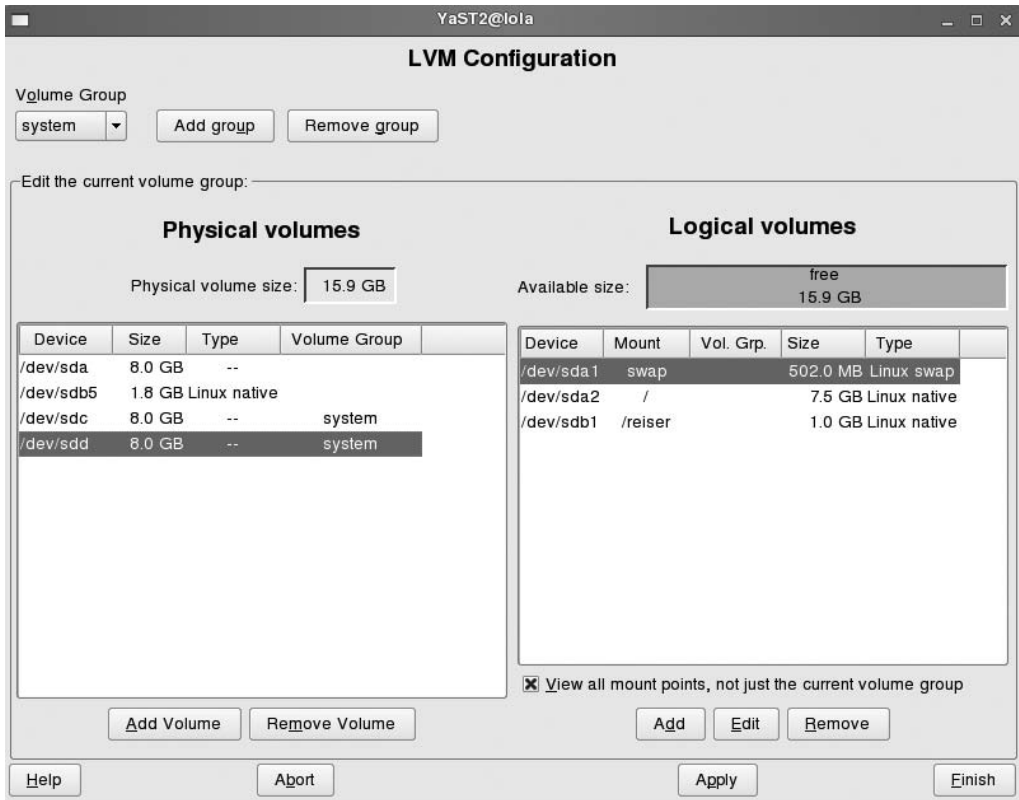 YaST2@lola
LVM Configuration
Volume Group
system
Add group
Remove group
Edit the current volume group:
Physical volumes
Physical volume size: 15.9 GB
Device Size Type Volume Group
/dev/sda 8.0 GB --
/dev/sdb5 1.8 GB Linux native
/dev/sdc 8.0 GB -- system
/dev/sdd 8.0 GB -- system
Add Volume
Remove Volume
Logical volumes
Available size: free
15.9 GB
Device Mount Vol. Grp. Size Type
/dev/sda1 swap 502.0 MB Linux swap
/dev/sda2 / 7.5 GB Linux native
/dev/sdb1 /reiser 1.0 GB Linux native
View all mount points, not just the current volume group
Add
Edit
Remove
Help
Abort
Apply
Finish